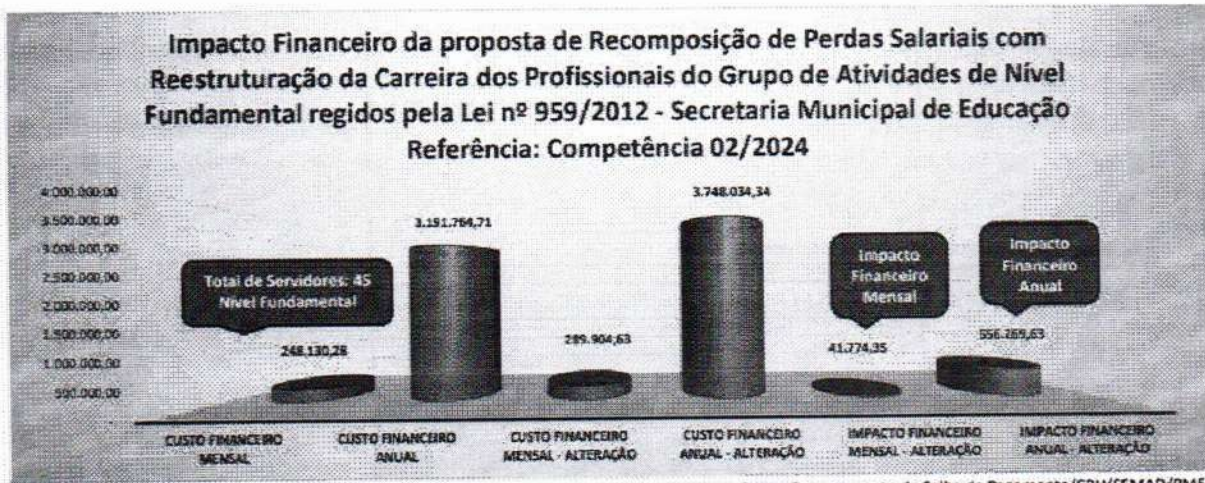 Impacto Financeiro da proposta de Recomposição de Perdas Salariais com
Reestruturação da Carreira dos Profissionais do Grupo de Atividades de Nível
Fundamental regidos pela Lei nº 959/2012 - Secretaria Municipal de Educação
Referência: Competência 02/2024
4.000.000,00
3.500.000,00
3.000.000,00
2.500.000,00
2.000.000,00
1.500.000,00
1.000.000,00
500.000,00
Total de Servidores: 45
Nível Fundamental
248.130,28
3.191.764,71
289.904,63
3.748.034,34
Impacto
Financeiro
Mensal
41.774,35
Impacto
Financeiro
Anual
556.269,63
CUSTO FINANCEIRO
MENSAL
CUSTO FINANCEIRO
ANUAL
CUSTO FINANCEIRO
MENSAL - ALTERAÇÃO
CUSTO FINANCEIRO
ANUAL - ALTERAÇÃO
IMPACTO FINANCEIRO
MENSAL - ALTERAÇÃO
IMPACTO FINANCEIRO
ANUAL - ALTERAÇÃO